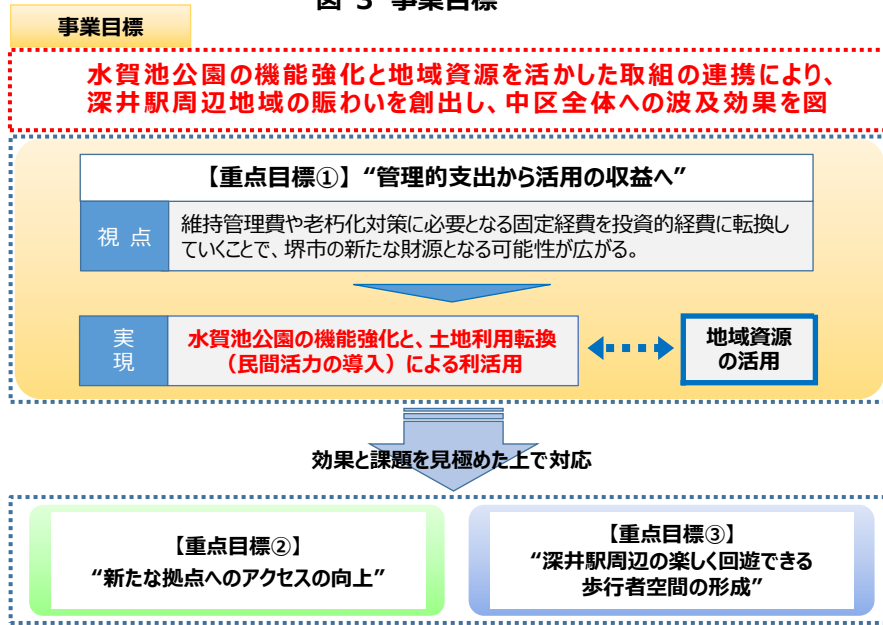 図 3 事業目標
事業目標
水賀池公園の機能強化と地域資源を活かした取組の連携により、
深井駅周辺地域の賑わいを創出し、中区全体への波及効果を図
【重点目標①】“管理的支出から活用の収益へ”
視 点
維持管理費や老朽化対策に必要となる固定経費を投資的経費に転換し
ていくことで、堺市の新たな財源となる可能性が広がる。
実
現
水賀池公園の機能強化と、土地利用転換
（民間活力の導入）による利活用
地域資源
の活用
効果と課題を見極めた上で対応
【重点目標②】
“新たな拠点へのアクセスの向上”
【重点目標③】
“深井駅周辺の楽しく回遊できる
歩行者空間の形成”